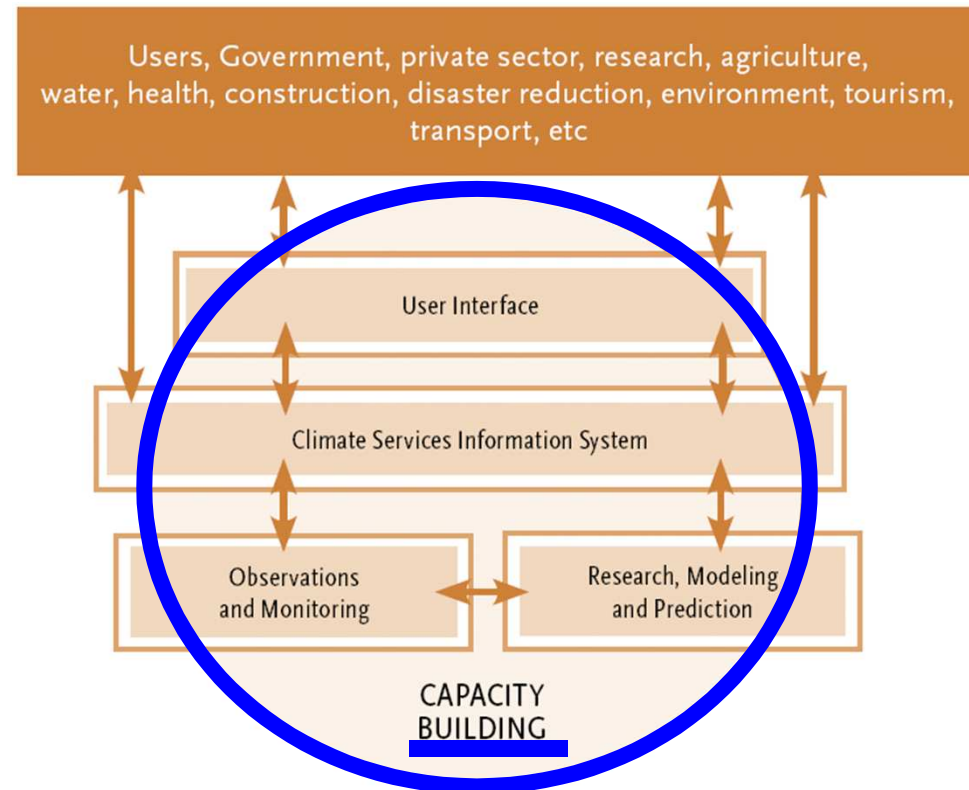 Users, Government, private sector, research, agriculture,
water, health, construction, disaster reduction, environment, tourism,
transport, etc
User Interface
Climate Services Information System
Observations
and Monitoring
Research, Modeling
and Prediction
CAPACITY
BUILDING